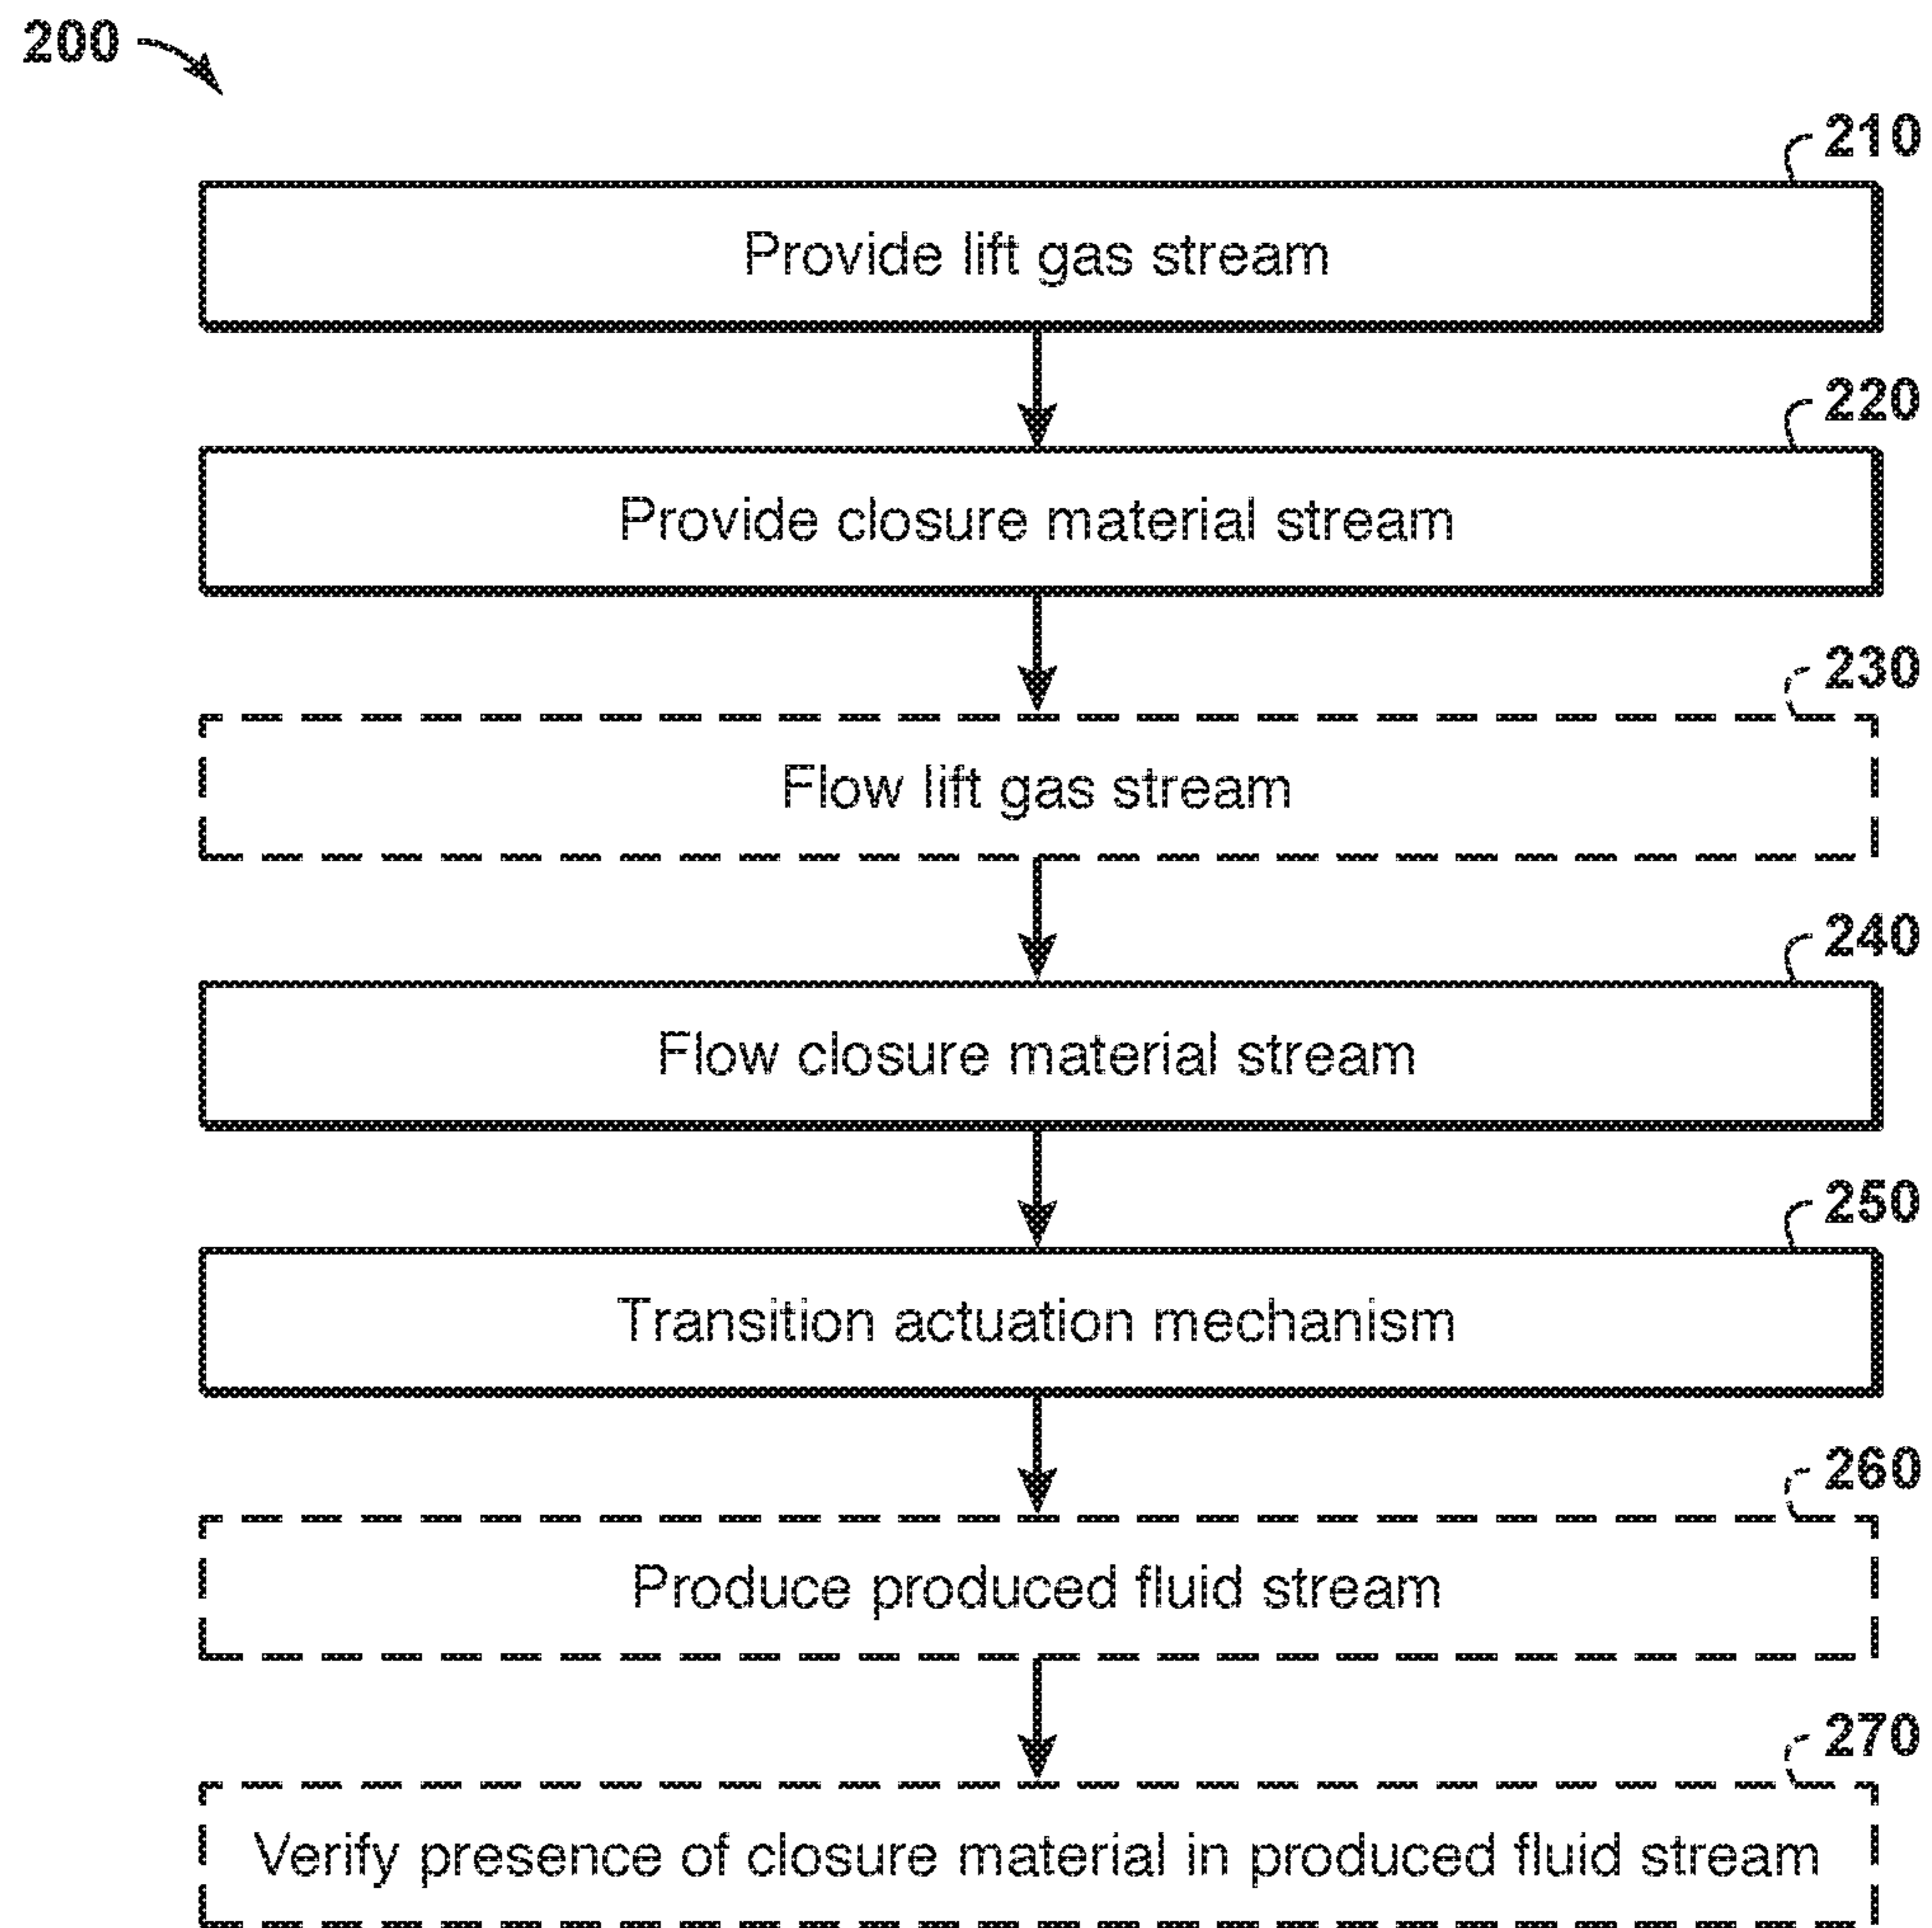 200
210
Provide lift gas stream
220
Provide closure material stream
230
Flow lift gas stream
240
Flow closure material stream
250
Transition actuation mechanism
260
Produce produced fluid stream
270
Verify presence of closure material in produced fluid stream